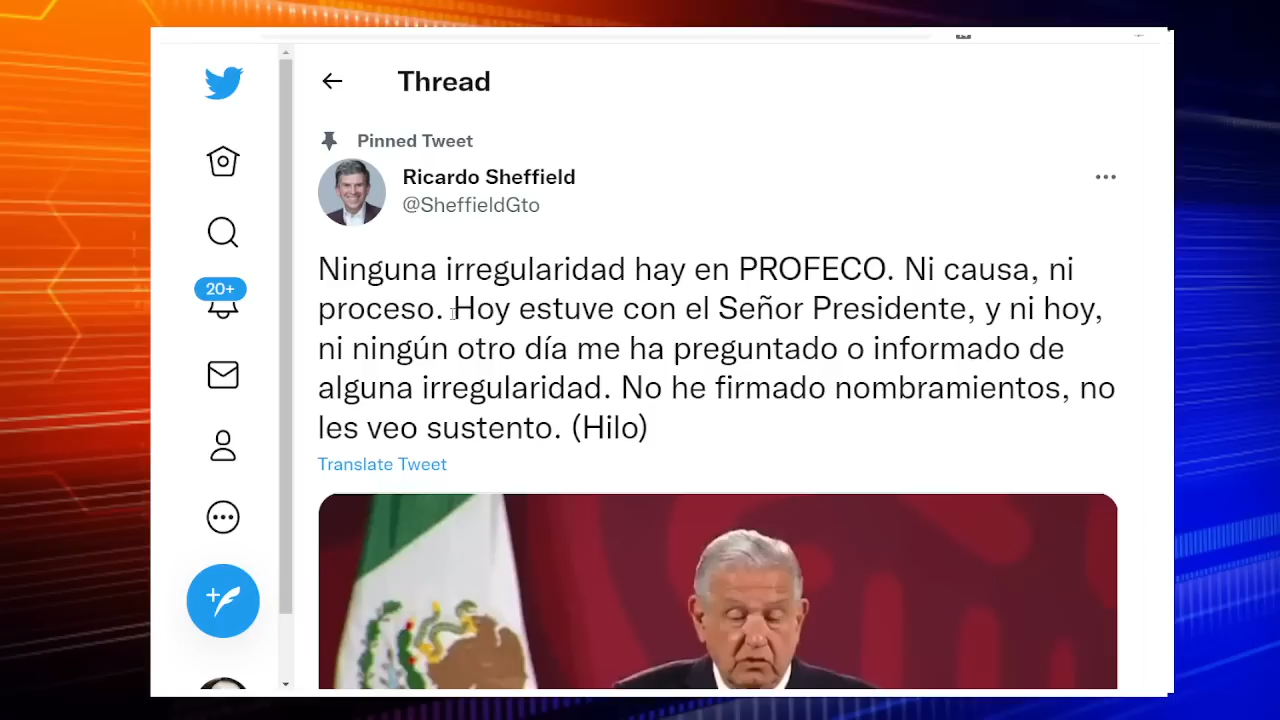 Thread
Pinned Tweet
Ricardo Sheffield
@SheffieldGto
20+
Ninguna irregularidad hay en PROFECO. Ni causa, ni
proceso. Hoy estuve con el Señor Presidente, y ni hoy,
ni ningún otro día me ha preguntado o informado de
alguna irregularidad. No he firmado nombramientos, no
les veo sustento. (Hilo)
Translate Tweet